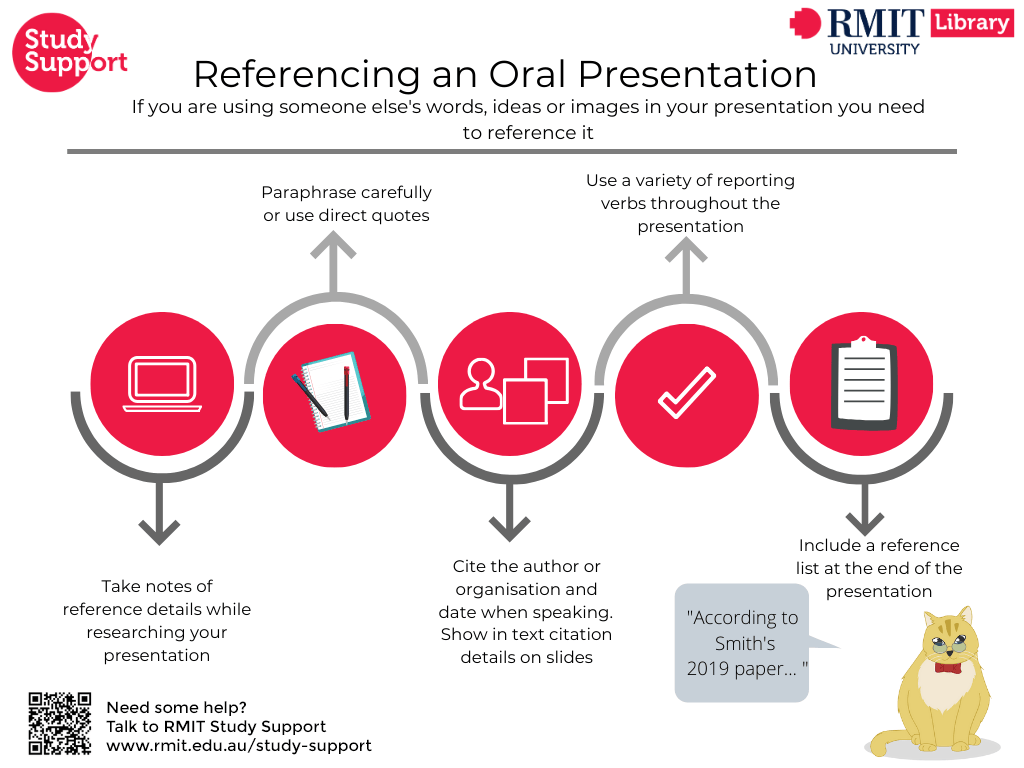 Study
Support
RMIT
UNIVERSITY
Library
Referencing an Oral Presentation
If you are using someone else's words, ideas or images in your presentation you need
to reference it
Paraphrase carefully
or use direct quotes
Use a variety of reporting
verbs throughout the
presentation
Take notes of
reference details while
researching your
presentation
Cite the author or
organisation and
date when speaking.
Show in text citation
details on slides
Include a reference
list at the end of the
presentation
"According to
Smith's
2019 paper... "
Need some help?
Talk to RMIT Study Support
www.rmit.edu.au/study-support